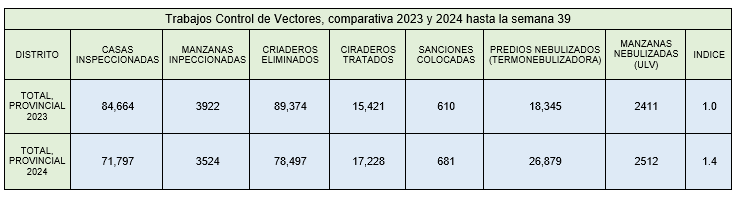 Trabajos Control de Vectores, comparativa 2023 y 2024 hasta la semana 39
DISTRITO
CASAS
INSPECCIONADAS
MANZANAS
INPECCIONADAS
CRIADEROS
ELIMINADOS
CIRADEROS
TRATADOS
SANCIONES
COLOCADAS
PREDIOS NEBULIZADOS
(TERMONEBULIZADORA)
MANZANAS
NEBULIZADAS
(ULV)
INDICE
TOTAL,
PROVINCIAL
2023
84,664
3922
89,374
15,421
610
18,345
2411
1.0
TOTAL,
PROVINCIAL
2024
71,797
3524
78,497
17,228
681
26,879
2512
1.4